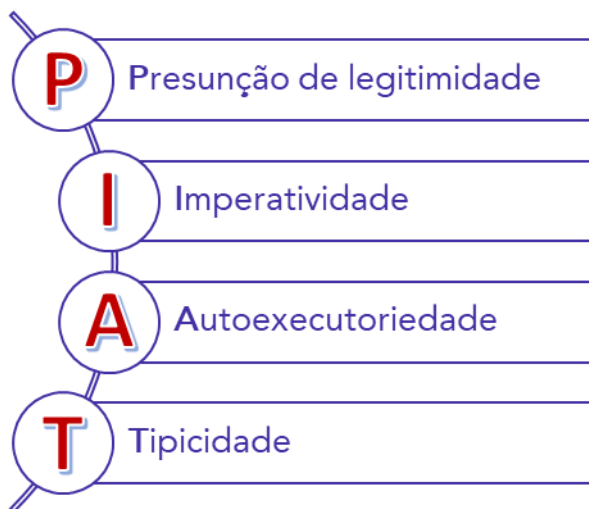 P Presunção de legitimidade
I Imperatividade
A Autoexecutoriedade
T Tipicidade